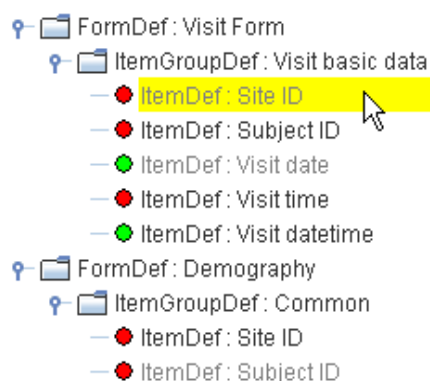 FormDef : Visit Form
ItemGroupDef : Visit basic data
ItemDef : Site ID
ItemDef : Subject ID
ItemDef : Visit date
ItemDef : Visit time
ItemDef : Visit datetime
FormDef : Demography
ItemGroupDef : Common
ItemDef : Site ID
ItemDef : Subject ID